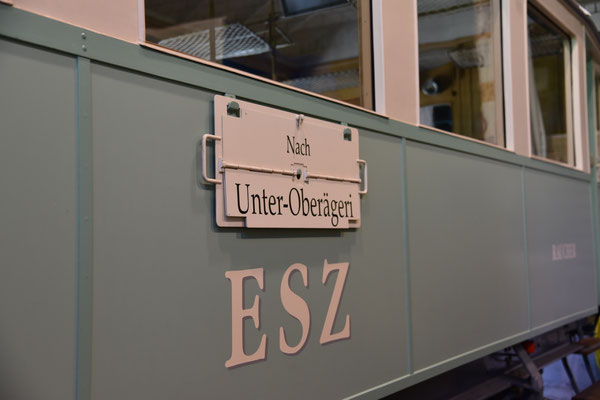 Nach
Unter-Oberägeri
ESZ
RAUCHER